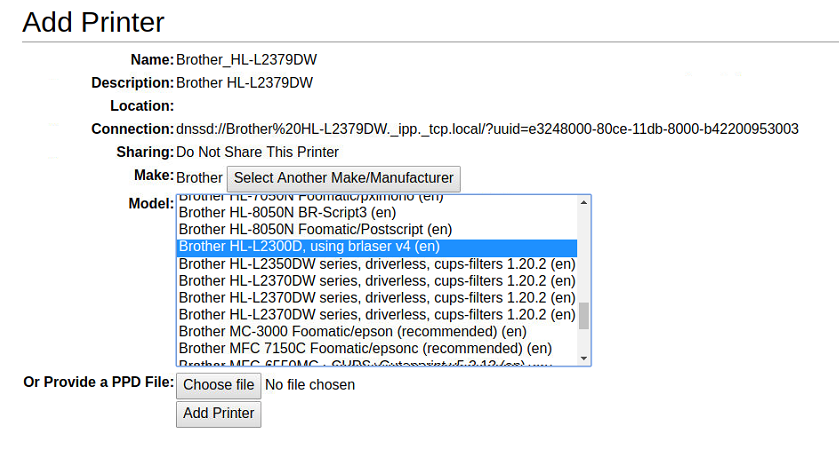 Add Printer
Name: Brother_HL-L2379DW
Description: Brother HL-L2379DW
Location:
Connection: dnssd://Brother%20HL-L2379DW._ipp._tcp.local/?uuid=e3248000-80ce-11db-8000-b42200953003
Sharing: Do Not Share This Printer
Make: Brother Select Another Make/Manufacturer
Model:
Brother HL-7050N Foomatic/pxlmono (en)
Brother HL-8050N BR-Script3 (en)
Brother HL-8050N Foomatic/Postscript (en)
Brother HL-L2300D, using brlaser v4 (en)
Brother HL-L2350DW series, driverless, cups-filters 1.20.2 (en)
Brother HL-L2370DW series, driverless, cups-filters 1.20.2 (en)
Brother HL-L2370DW series, driverless, cups-filters 1.20.2 (en)
Brother HL-L2370DW series, driverless, cups-filters 1.20.2 (en)
Brother MC-3000 Foomatic/epson (recommended) (en)
Brother MFC 7150C Foomatic/epsonc (recommended) (en)
Or Provide a PPD File: Choose file No file chosen
Add Printer